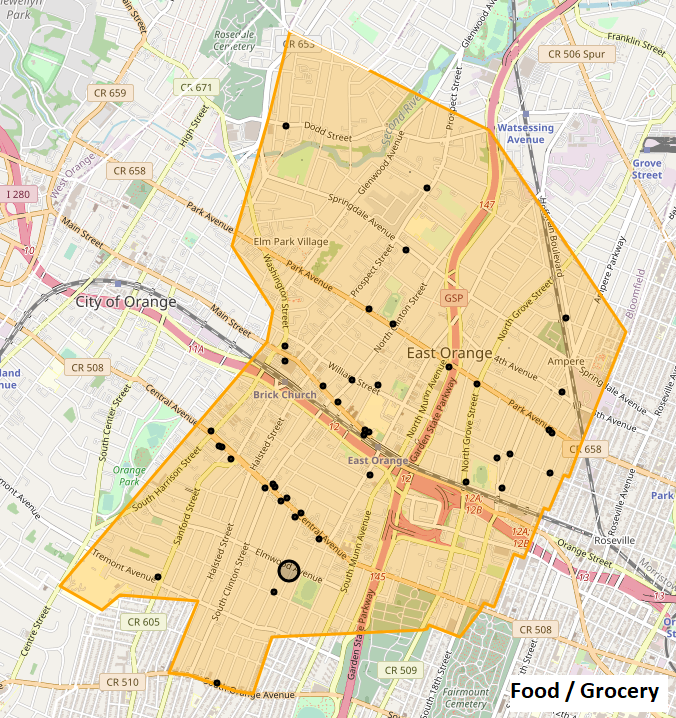 Llewellyn
Park
Rosedale
Cemetery
CR 653
Glenwood Avenue
Franklin Street
CR 506 Spur
CR 671
CR 659
High Street
Second River
Prospect Street
Watsessing
Avenue
Dodd Street
Grove
Street
West Orange
CR 658
Glenwood Avenue
I 280
Springdale Avenue
147
Park Avenue
Main Street
Elm Park Village
Heffernan Boulevard
Ampere Parkway
10
Prospect Street
Washington Street
Park Avenue
Bloomfield
City of Orange
GSP
North Clinton Street
North Grove Street
Main Street
11A
East Orange
Ampere
4th Avenue
CR 508
William Street
Springdale Avenue
Brick Church
North Munn Avenue
Garden State Parkway
Park Avenue
4th Avenue
Roseville Avenue
Central Avenue
South Center Street
12
North Grove Street
Halsted Street
CR 658
East Orange
Orange
Park
South Harrison Street
12
Park
12A;
12B
Sanford Street
Central Avenue
Roseville Avenue
12A;
12B
Roseville
Orange Street
South Munn Avenue
Halsted Street
Elmwood Avenue
Tremont Avenue
South Clinton Street
145
13
13
Centre Street
CR 605
Garden State Parkway
CR 508
CR 510
CR 509
South 18th Street
Fairmount
Cemetery
South Orange Avenue
Food / Grocery